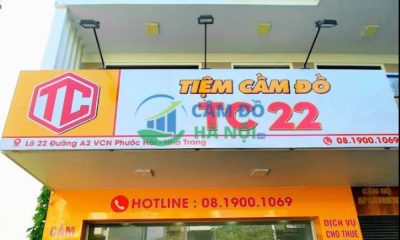 TC
TIỆM CẦM ĐỒ
TC 22
CẦM ĐỒ
HÀ NỘI
Lô 22 Đường A2 VCN Phước Hải - Nha Trang
08.1900.1069
HOTLINE : 08.1900.1069
CẦM
DỊCH VỤ
CHO THUÊ